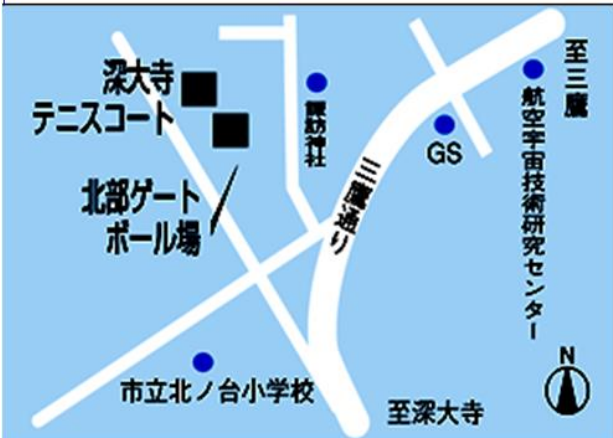 至三鷹
深大寺
テニスコート
諏訪神社
GS
航空宇宙技術研究センター
三鷹通り
北部ゲート
ボール場
市立北ノ台小学校
至深大寺
N